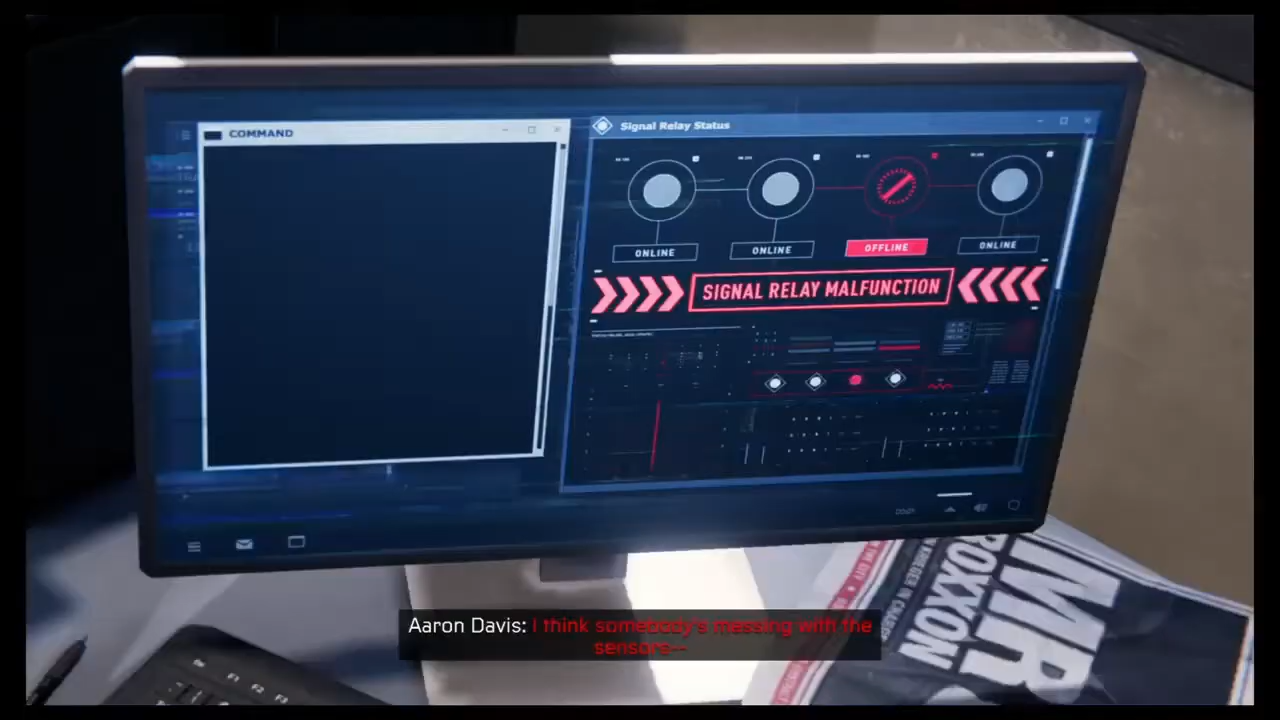 COMMAND
Signal Relay Status
ONLINE
ONLINE
OFFLINE
ONLINE
SIGNAL RELAY MALFUNCTION
MR
ROXXON
Aaron Davis: I think somebody's messing with the
sensors--